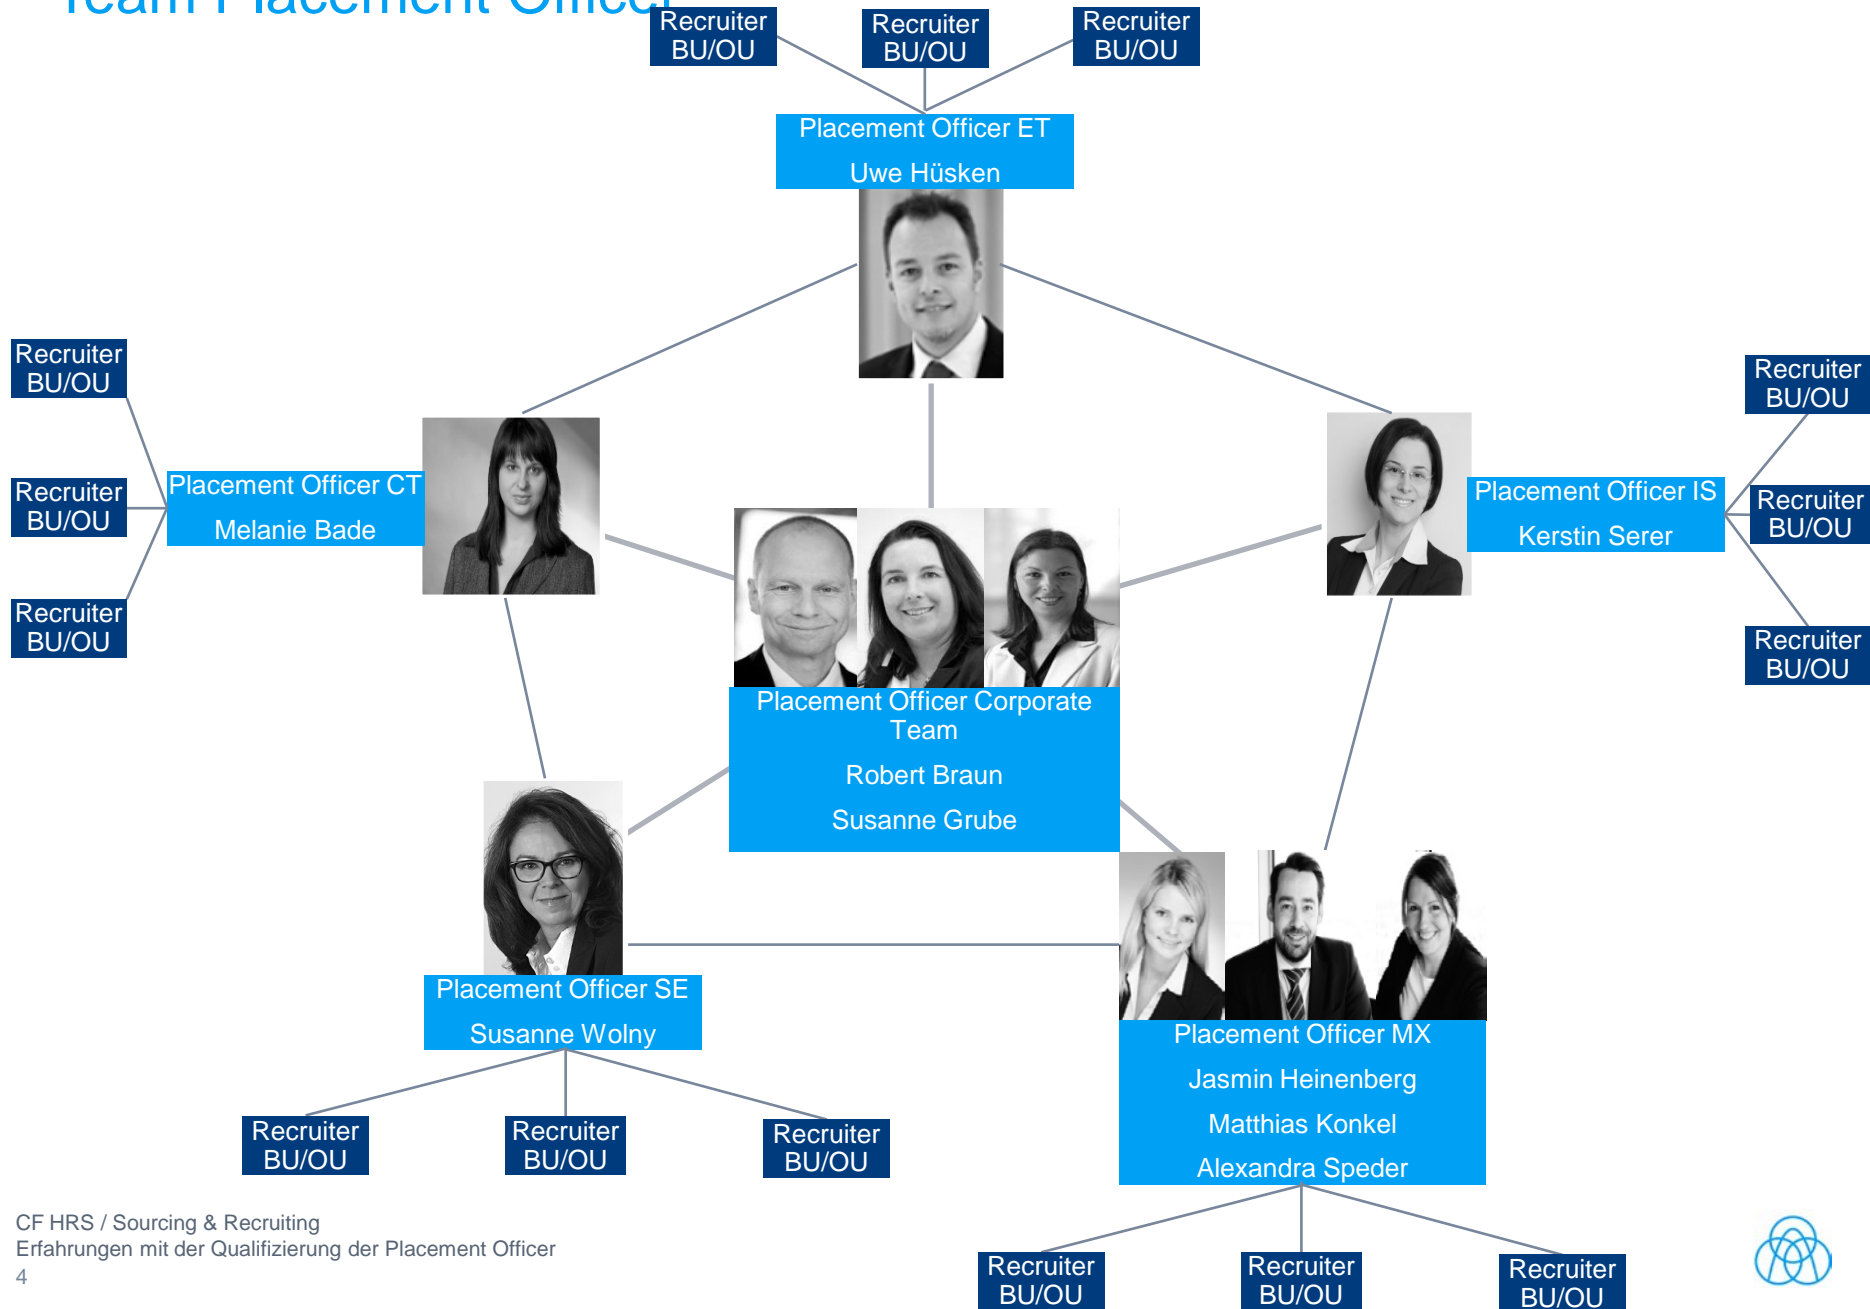 Team Placement Officer
Recruiter
BU/OU
Recruiter
BU/OU
Recruiter
BU/OU
Placement Officer ET
Uwe Hüsken
Recruiter
BU/OU
Recruiter
BU/OU
Recruiter
BU/OU
Placement Officer CT
Melanie Bade
Placement Officer IS
Kerstin Serer
Recruiter
BU/OU
Recruiter
BU/OU
Recruiter
BU/OU
Placement Officer Corporate
Team
Robert Braun
Susanne Grube
Placement Officer SE
Susanne Wolny
Recruiter
BU/OU
Recruiter
BU/OU
Recruiter
BU/OU
Placement Officer MX
Jasmin Heinenberg
Matthias Konkel
Alexandra Speder
Recruiter
BU/OU
Recruiter
BU/OU
Recruiter
BU/OU
CF HRS / Sourcing & Recruiting
Erfahrungen mit der Qualifizierung der Placement Officer
4